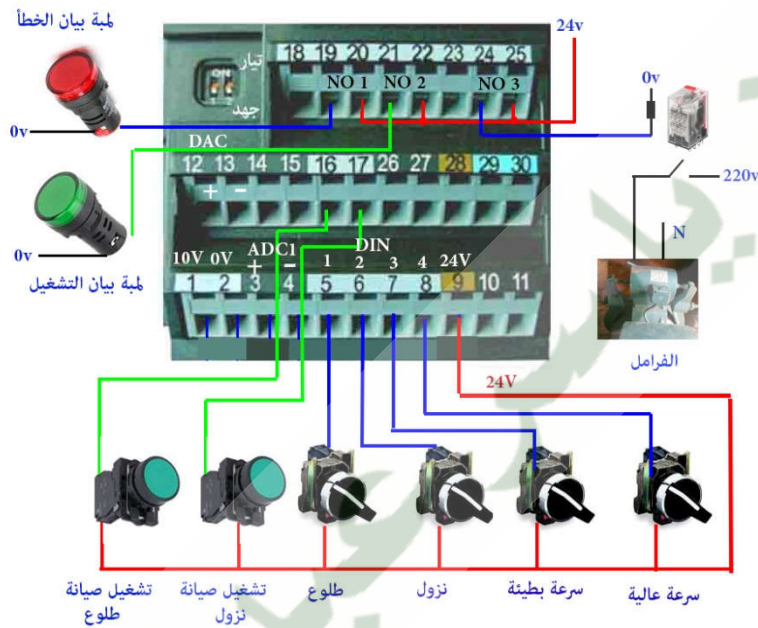 لمبة بيان الخطأ
24v
ON
1 2
تيار
جهد
18 19 20 21 22 23 24 25
NO 1 NO 2 NO 3
0v
0v
DAC
220v
12 13 14 15 16 17 26 27 28 29 30
+ −
N
0v
لمبة بيان التشغيل
10V 0V ADC1 DIN
+ − 1 2 3 4 24V
1 2 3 4 5 6 7 8 9 10 11
الفرامل
24V
تشغيل صيانة طلوع
تشغيل صيانة نزول
طلوع
نزول
سرعة بطيئة
سرعة عالية